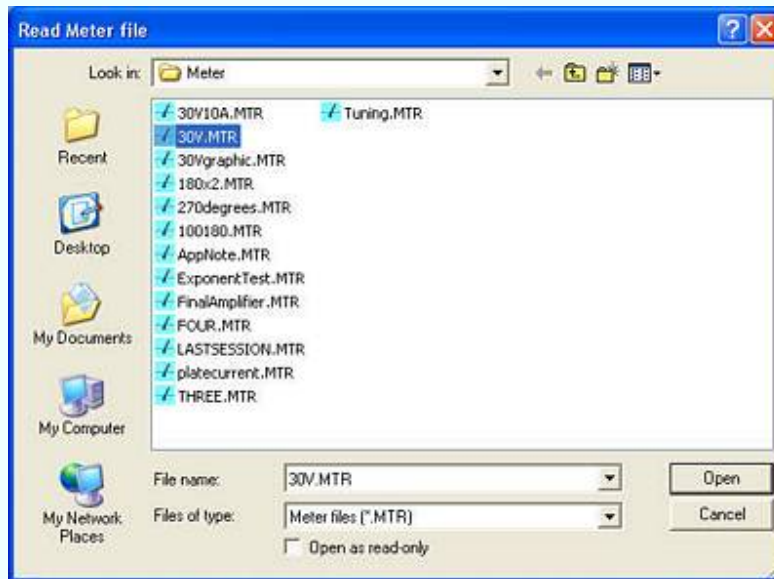 Read Meter file
Look in: Meter
Recent
Desktop
My Documents
My Computer
My Network Places
30V10A.MTR
30V.MTR
30Vgraphic.MTR
180x2.MTR
270degrees.MTR
100180.MTR
AppNote.MTR
ExponentTest.MTR
FinalAmplifier.MTR
FOUR.MTR
LASTSESSION.MTR
platecurrent.MTR
THREE.MTR
Tuning.MTR
File name: 30V.MTR Open
Files of type: Meter files (*.MTR) Cancel
Open as read-only